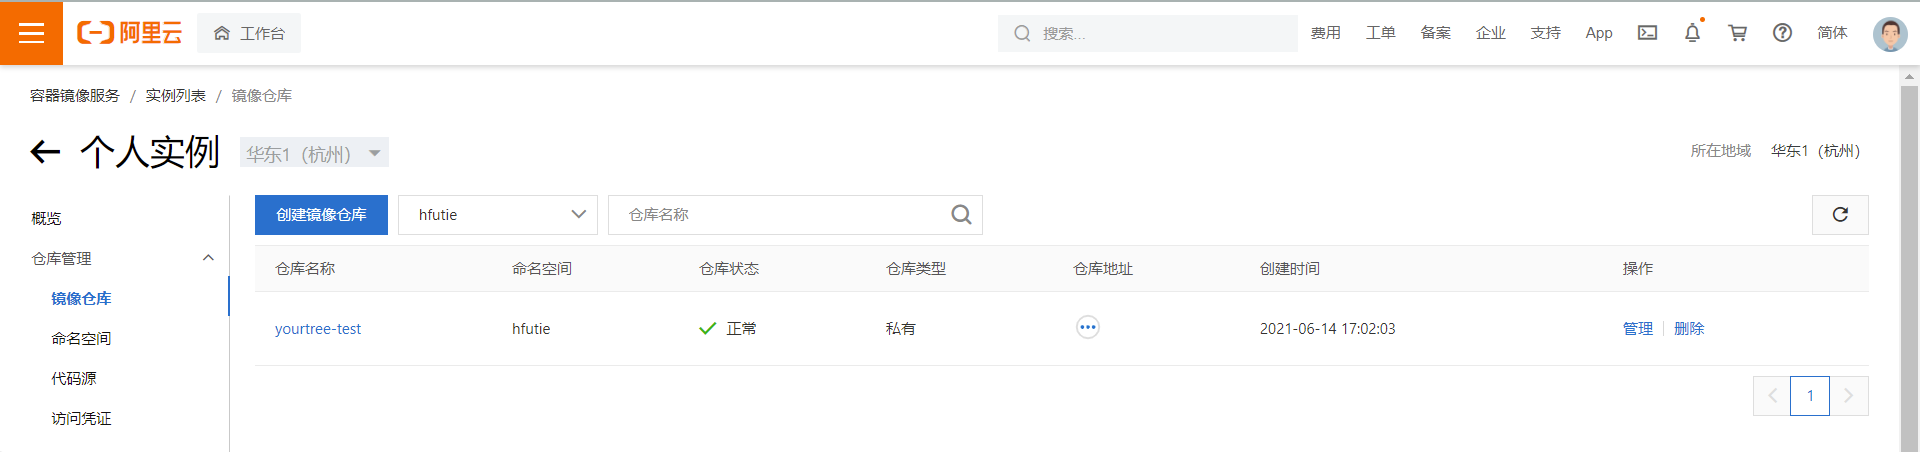 阿里云 工作台 搜索... 费用 工单 备案 企业 支持 App 简体
容器镜像服务 / 实例列表 / 镜像仓库
个人实例 华东1（杭州） 所在地域 华东1（杭州）
概览
仓库管理
镜像仓库
命名空间
代码源
访问凭证
创建镜像仓库 hfutie 仓库名称
仓库名称 命名空间 仓库状态 仓库类型 仓库地址 创建时间 操作
yourtree-test hfutie 正常 私有 2021-06-14 17:02:03 管理 删除
1